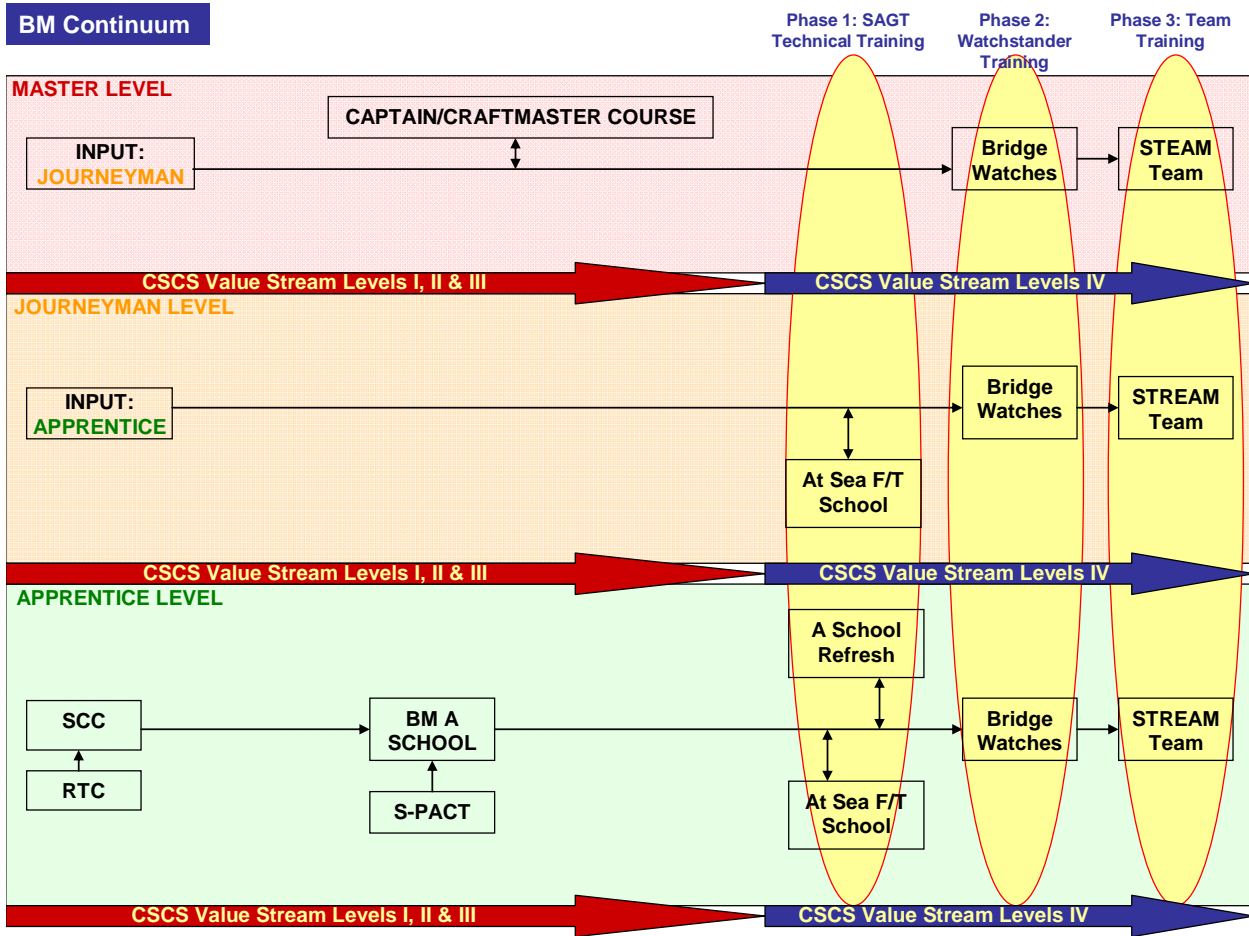 BM Continuum
Phase 1: SAGT
Technical Training
Phase 2:
Watchstander
Training
Phase 3: Team
Training
MASTER LEVEL
CAPTAIN/CRAFTMASTER COURSE
INPUT:
JOURNEYMAN
Bridge
Watches
STEAM
Team
CSCS Value Stream Levels I, II & III
CSCS Value Stream Levels IV
JOURNEYMAN LEVEL
INPUT:
APPRENTICE
Bridge
Watches
STREAM
Team
At Sea F/T
School
CSCS Value Stream Levels I, II & III
CSCS Value Stream Levels IV
APPRENTICE LEVEL
A School
Refresh
SCC
BM A
SCHOOL
Bridge
Watches
STREAM
Team
RTC
S-PACT
At Sea F/T
School
CSCS Value Stream Levels I, II & III
CSCS Value Stream Levels IV